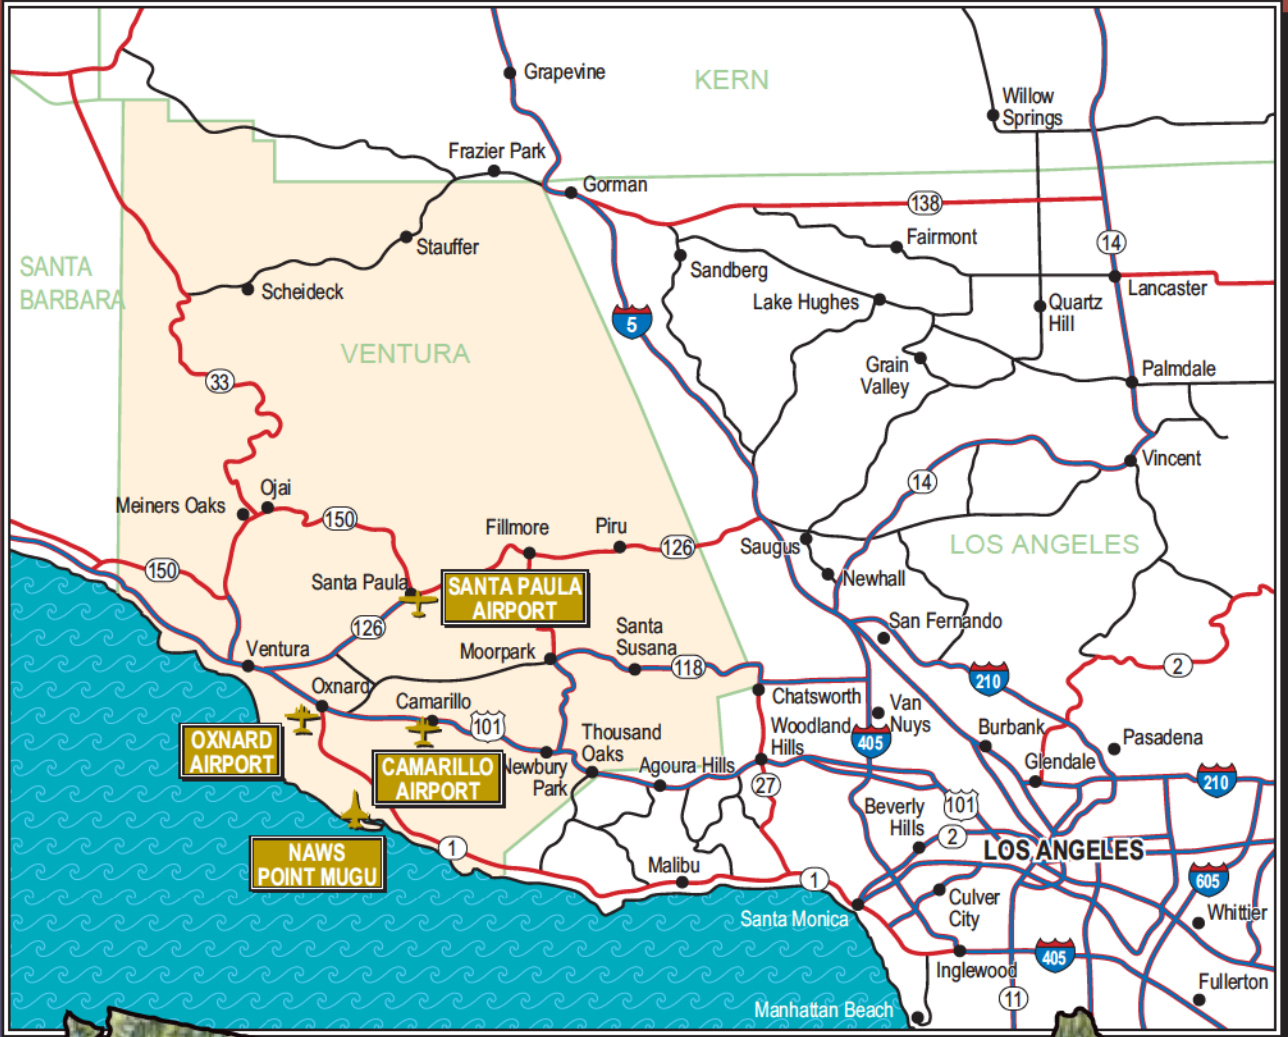 Grapevine
KERN
Willow
Springs
Frazier Park
Gorman
138
Stauffer
Fairmont
14
SANTA
BARBARA
Sandberg
Scheideck
Lake Hughes
Lancaster
Quartz
Hill
5
VENTURA
Grain
Valley
Palmdale
33
Vincent
14
Meiners Oaks
Ojai
150
Fillmore
Piru
126
Saugus
LOS ANGELES
150
Santa Paula
SANTA PAULA
AIRPORT
Newhall
126
San Fernando
Ventura
Moorpark
Santa
Susana
118
2
210
Oxnard
Camarillo
Chatsworth
Van
Nuys
101
Thousand
Oaks
Woodland
Hills
405
Burbank
Pasadena
OXNARD
AIRPORT
CAMARILLO
AIRPORT
Newbury
Park
Agoura Hills
Glendale
210
27
Beverly
Hills
101
2
NAWS
POINT MUGU
1
LOS ANGELES
Malibu
1
605
Culver
City
Santa Monica
Whittier
405
Inglewood
Fullerton
11
Manhattan Beach